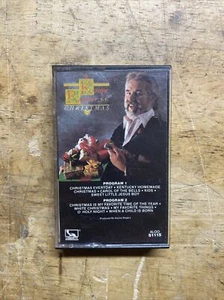 CHRISTMAS
PROGRAM 1
CHRISTMAS EVERYDAY • KENTUCKY HOMEMADE
CHRISTMAS • CAROL OF THE BELLS • KIDS •
SWEET LITTLE JESUS BOY
PROGRAM 2
CHRISTMAS IS MY FAVORITE TIME OF THE YEAR •
WHITE CHRISTMAS • MY FAVORITE THINGS •
O' HOLY NIGHT • WHEN A CHILD IS BORN
4LOO
51115